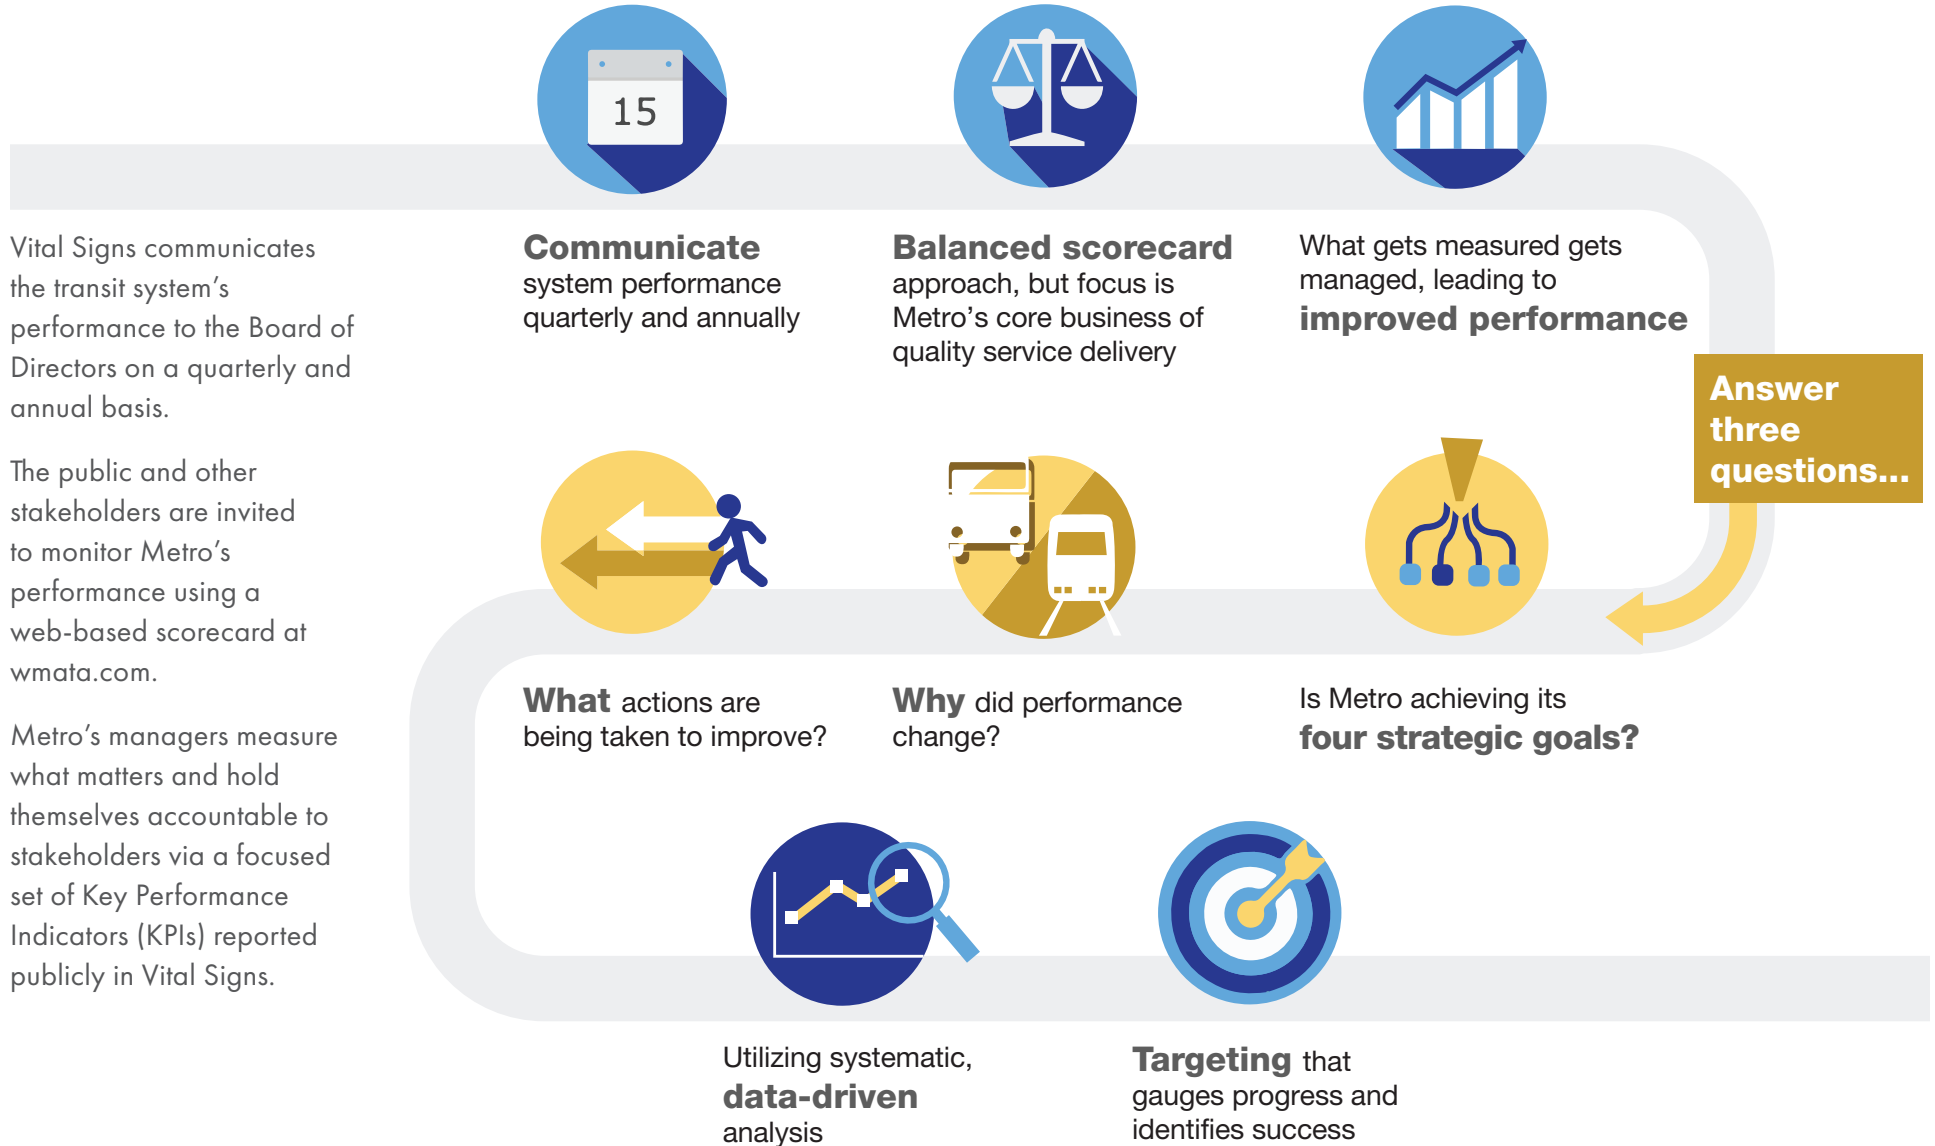 Vital Signs communicates
the transit system’s
performance to the Board of
Directors on a quarterly and
annual basis.
The public and other
stakeholders are invited
to monitor Metro’s
performance using a
web-based scorecard at
wmata.com.
Metro’s managers measure
what matters and hold
themselves accountable to
stakeholders via a focused
set of Key Performance
Indicators (KPIs) reported
publicly in Vital Signs.
15
Communicate
system performance
quarterly and annually
Balanced scorecard
approach, but focus is
Metro’s core business of
quality service delivery
What gets measured gets
managed, leading to
improved performance
Answer
three
questions...
Is Metro achieving its
four strategic goals?
Why did performance
change?
What actions are
being taken to improve?
Utilizing systematic,
data-driven
analysis
Targeting that
gauges progress and
identifies success